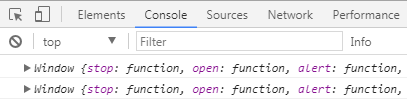 Elements Console Sources Network Performance
top Filter Info
Window {stop: function, open: function, alert: function,
Window {stop: function, open: function, alert: function,